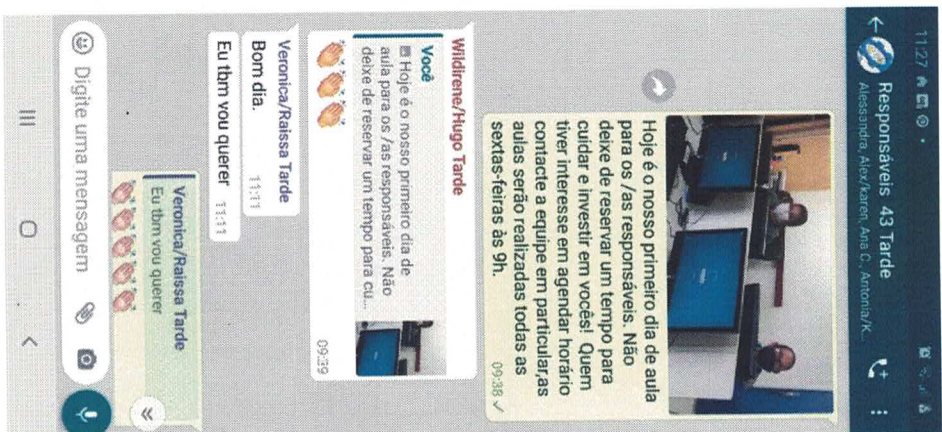 11:27
Responsáveis 43 Tarde
Alessandra, Alex/karen, Ana C., Antonia/K...
Hoje é o nosso primeiro dia de aula
para os /as responsáveis. Não
deixe de reservar um tempo para
cuidar e investir em vocês! Quem
tiver interesse em agendar horário
contacte a equipe em particular,as
aulas serão realizadas todas as
sextas-feiras às 9h.
09:38
Wildirene/Hugo Tarde
Você
Hoje é o nosso primeiro dia de
aula para os /as responsáveis. Não
deixe de reservar um tempo para cu...
09:39
Veronica/Raissa Tarde
Bom dia.
11:11
Eu tbm vou querer
11:11
Veronica/Raissa Tarde
Eu tbm vou querer
Digite uma mensagem